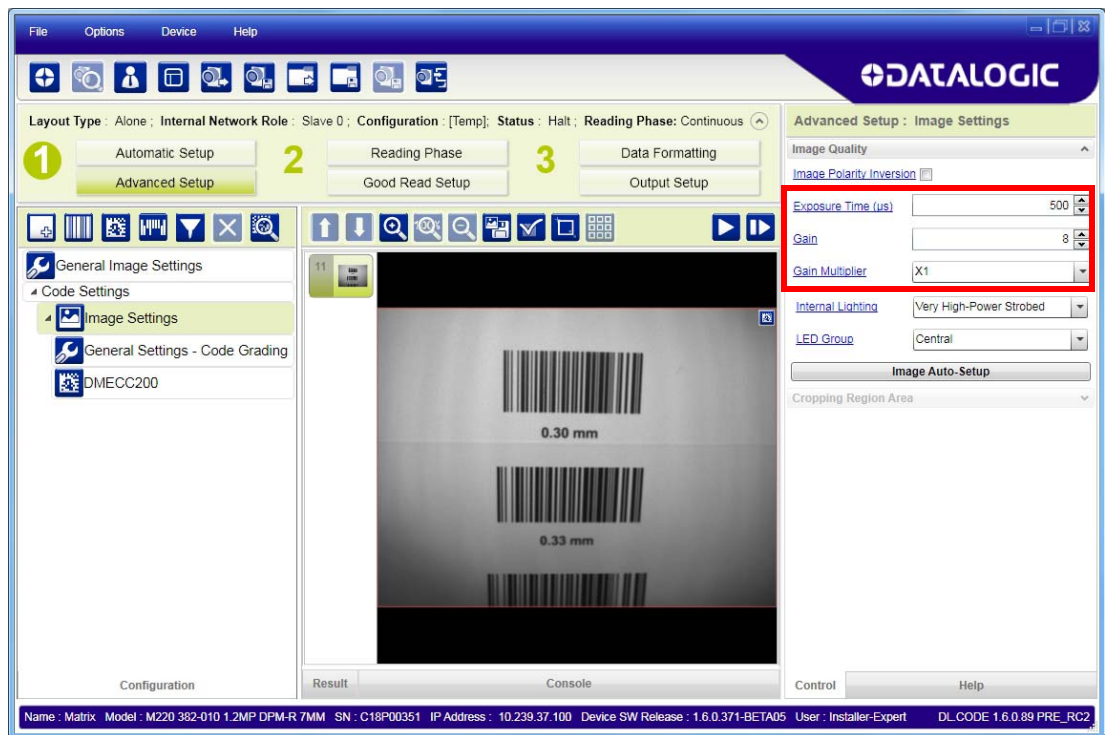 File Options Device Help
DATALOGIC
Layout Type : Alone ; Internal Network Role : Slave 0 ; Configuration : [Temp]; Status : Halt ; Reading Phase: Continuous
1 Automatic Setup 2 Reading Phase 3 Data Formatting
Advanced Setup Good Read Setup Output Setup
General Image Settings
Code Settings
Image Settings
General Settings - Code Grading
DMECC200
Configuration
11
0.30 mm
0.33 mm
Result Console
Advanced Setup : Image Settings
Image Quality
Image Polarity Inversion
Exposure Time (µs) 500
Gain 8
Gain Multiplier X1
Internal Lighting Very High-Power Strobed
LED Group Central
Image Auto-Setup
Cropping Region Area
Control Help
Name : Matrix Model : M220 382-010 1.2MP DPM-R 7MM SN : C18P00351 IP Address : 10.239.37.100 Device SW Release : 1.6.0.371-BETA05 User : Installer-Expert DL.CODE 1.6.0.89 PRE_RC2